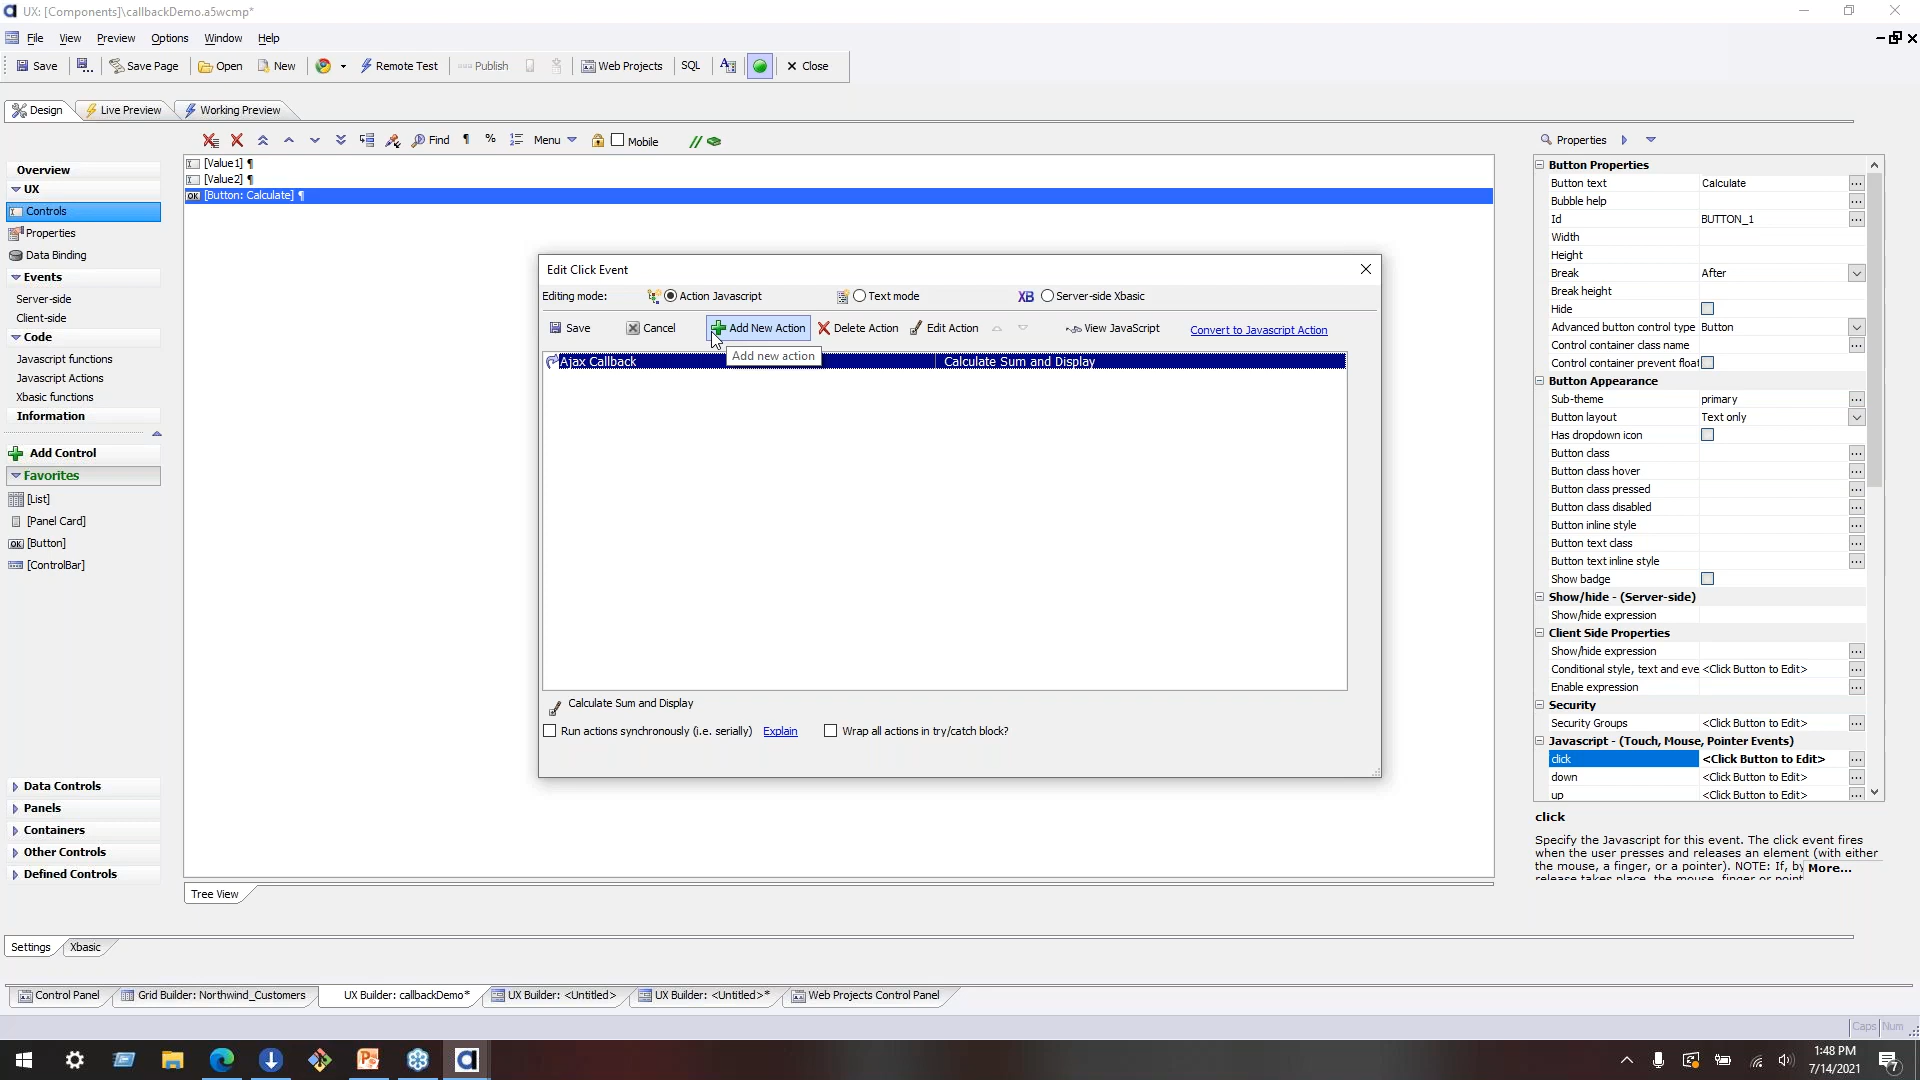 UX: [Components]\callbackDemo.a5wcmp*
File View Preview Options Window Help
Save Save Page Open New Remote Test Publish Web Projects SQL Close
Design Live Preview Working Preview
Find ¶ % Menu Mobile Properties
Overview
UX
Controls
Properties
Data Binding
Events
Server-side
Client-side
Code
Javascript functions
Javascript Actions
Xbasic functions
Information
Add Control
Favorites
[List]
[Panel Card]
OK [Button]
[ControlBar]
Data Controls
Panels
Containers
Other Controls
Defined Controls
[Value1] ¶
[Value2] ¶
OK [Button: Calculate] ¶
Edit Click Event
Editing mode: Action Javascript Text mode XB Server-side Xbasic
Save Cancel Add New Action Delete Action Edit Action View JavaScript Convert to Javascript Action
Add new action
Ajax Callback Calculate Sum and Display
Calculate Sum and Display
Run actions synchronously (i.e. serially) Explain Wrap all actions in try/catch block?
Button Properties
Button text Calculate ...
Bubble help ...
Id BUTTON_1 ...
Width
Height
Break After
Break height
Hide
Advanced button control type Button
Control container class name ...
Control container prevent float
Button Appearance
Sub-theme primary ...
Button layout Text only
Has dropdown icon
Button class ...
Button class hover ...
Button class pressed ...
Button class disabled ...
Button inline style ...
Button text class ...
Button text inline style ...
Show badge
Show/hide - (Server-side)
Show/hide expression
Client Side Properties
Show/hide expression ...
Conditional style, text and eve <Click Button to Edit> ...
Enable expression ...
Security
Security Groups <Click Button to Edit> ...
Javascript - (Touch, Mouse, Pointer Events)
click <Click Button to Edit> ...
down <Click Button to Edit> ...
up <Click Button to Edit> ...
click
Specify the Javascript for this event. The click event fires
when the user presses and releases an element (with either
the mouse, a finger, or a pointer). NOTE: If, by More...
release takes place, the mouse, finger or point
Tree View
Settings Xbasic
Control Panel Grid Builder: Northwind_Customers UX Builder: callbackDemo* UX Builder: <Untitled> UX Builder: <Untitled>* Web Projects Control Panel
Caps Num
1:48 PM
7/14/2021
7